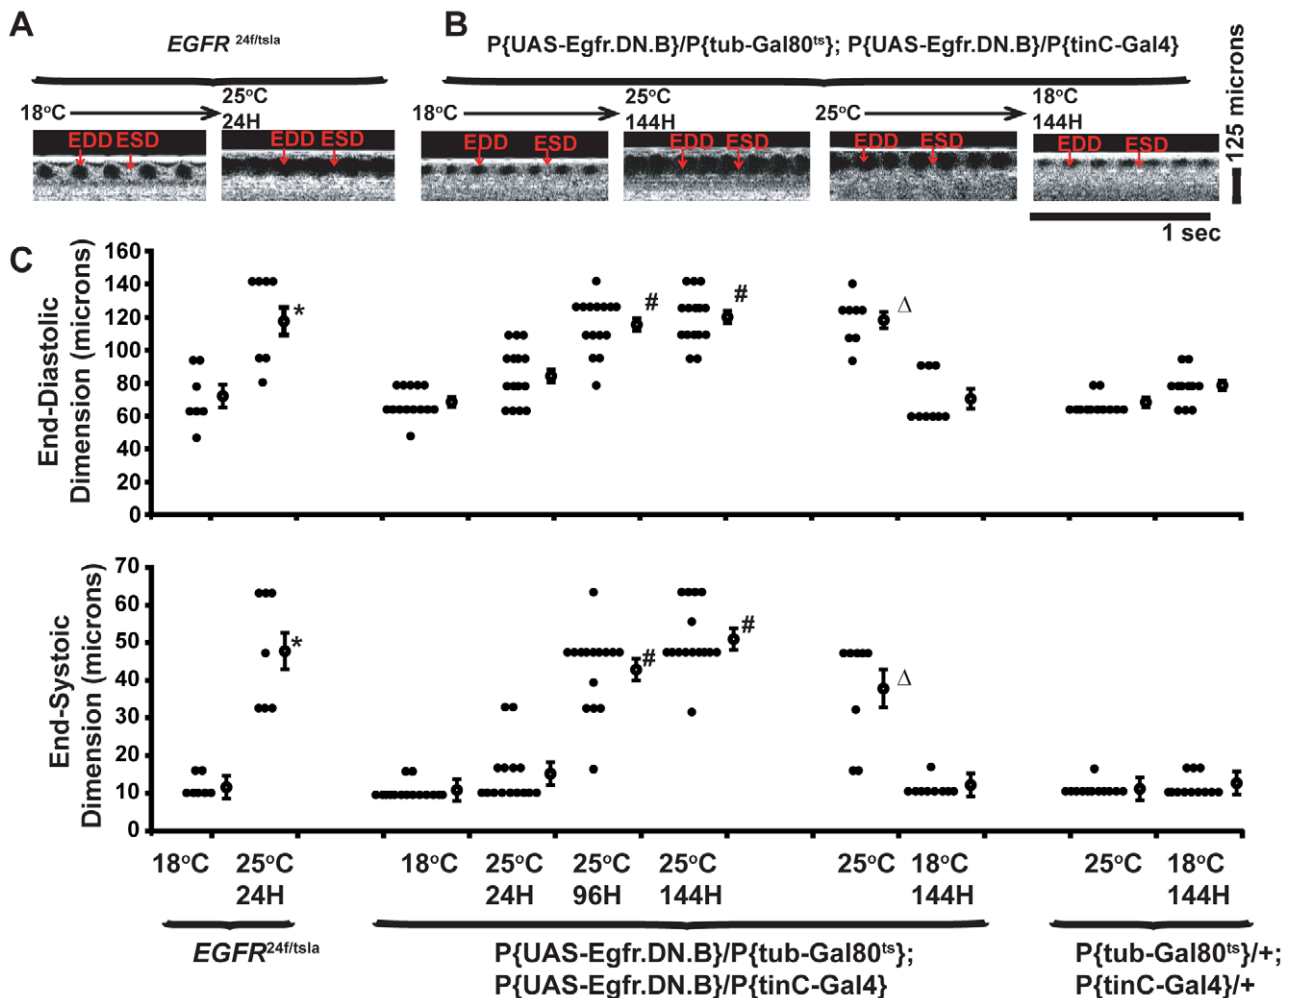 A
EGFR 24f/tsla
18°C
25°C
24H
EDD ESD
EDD ESD
B
P{UAS-Egfr.DN.B}/P{tub-Gal80ts}; P{UAS-Egfr.DN.B}/P{tinC-Gal4}
18°C
25°C
144H
25°C
18°C
144H
EDD ESD
EDD ESD
EDD ESD
EDD ESD
125 microns
1 sec
C
End-Diastolic
Dimension (microns)
160
140
120
100
80
60
40
20
0
*
#
#
Δ
End-Systoic
Dimension (microns)
70
60
50
40
30
20
10
0
*
#
#
Δ
18°C 25°C 18°C 25°C 25°C 25°C 25°C 18°C 25°C 18°C
24H 24H 96H 144H 144H 144H
EGFR24f/tsla
P{UAS-Egfr.DN.B}/P{tub-Gal80ts};
P{UAS-Egfr.DN.B}/P{tinC-Gal4}
P{tub-Gal80ts}/+;
P{tinC-Gal4}/+